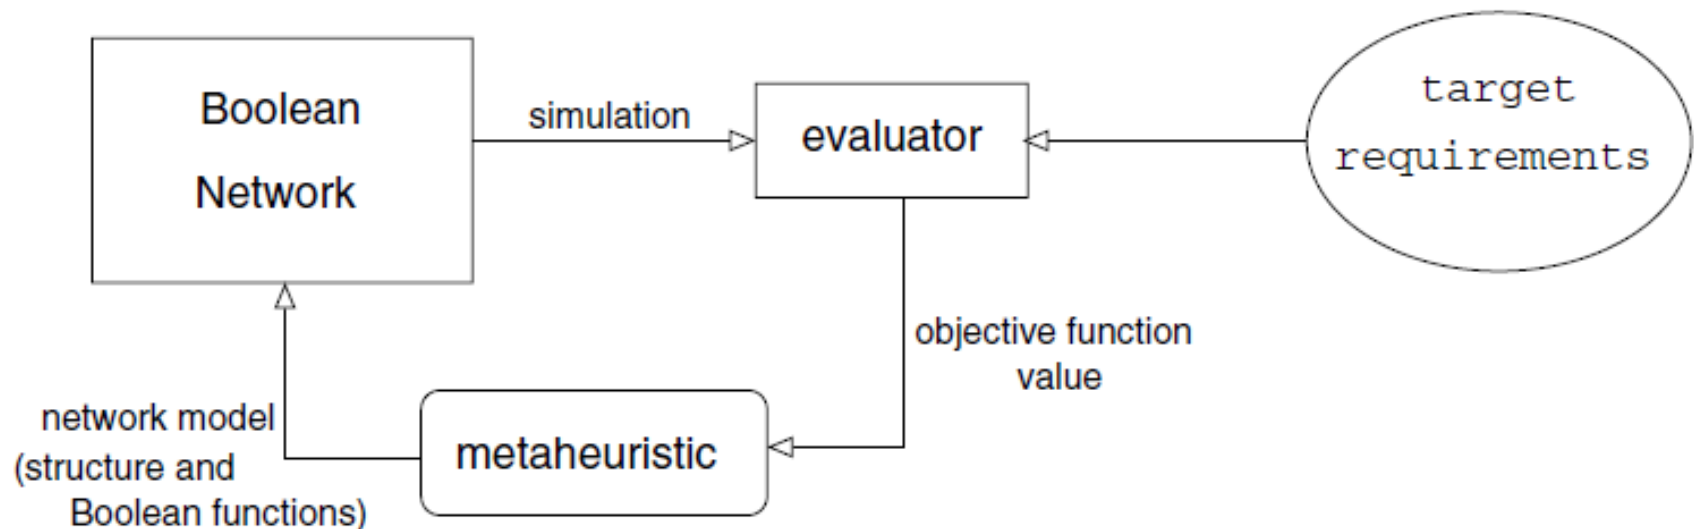 Boolean
Network
simulation
evaluator
target
requirements
objective function
value
metaheuristic
network model
(structure and
Boolean functions)